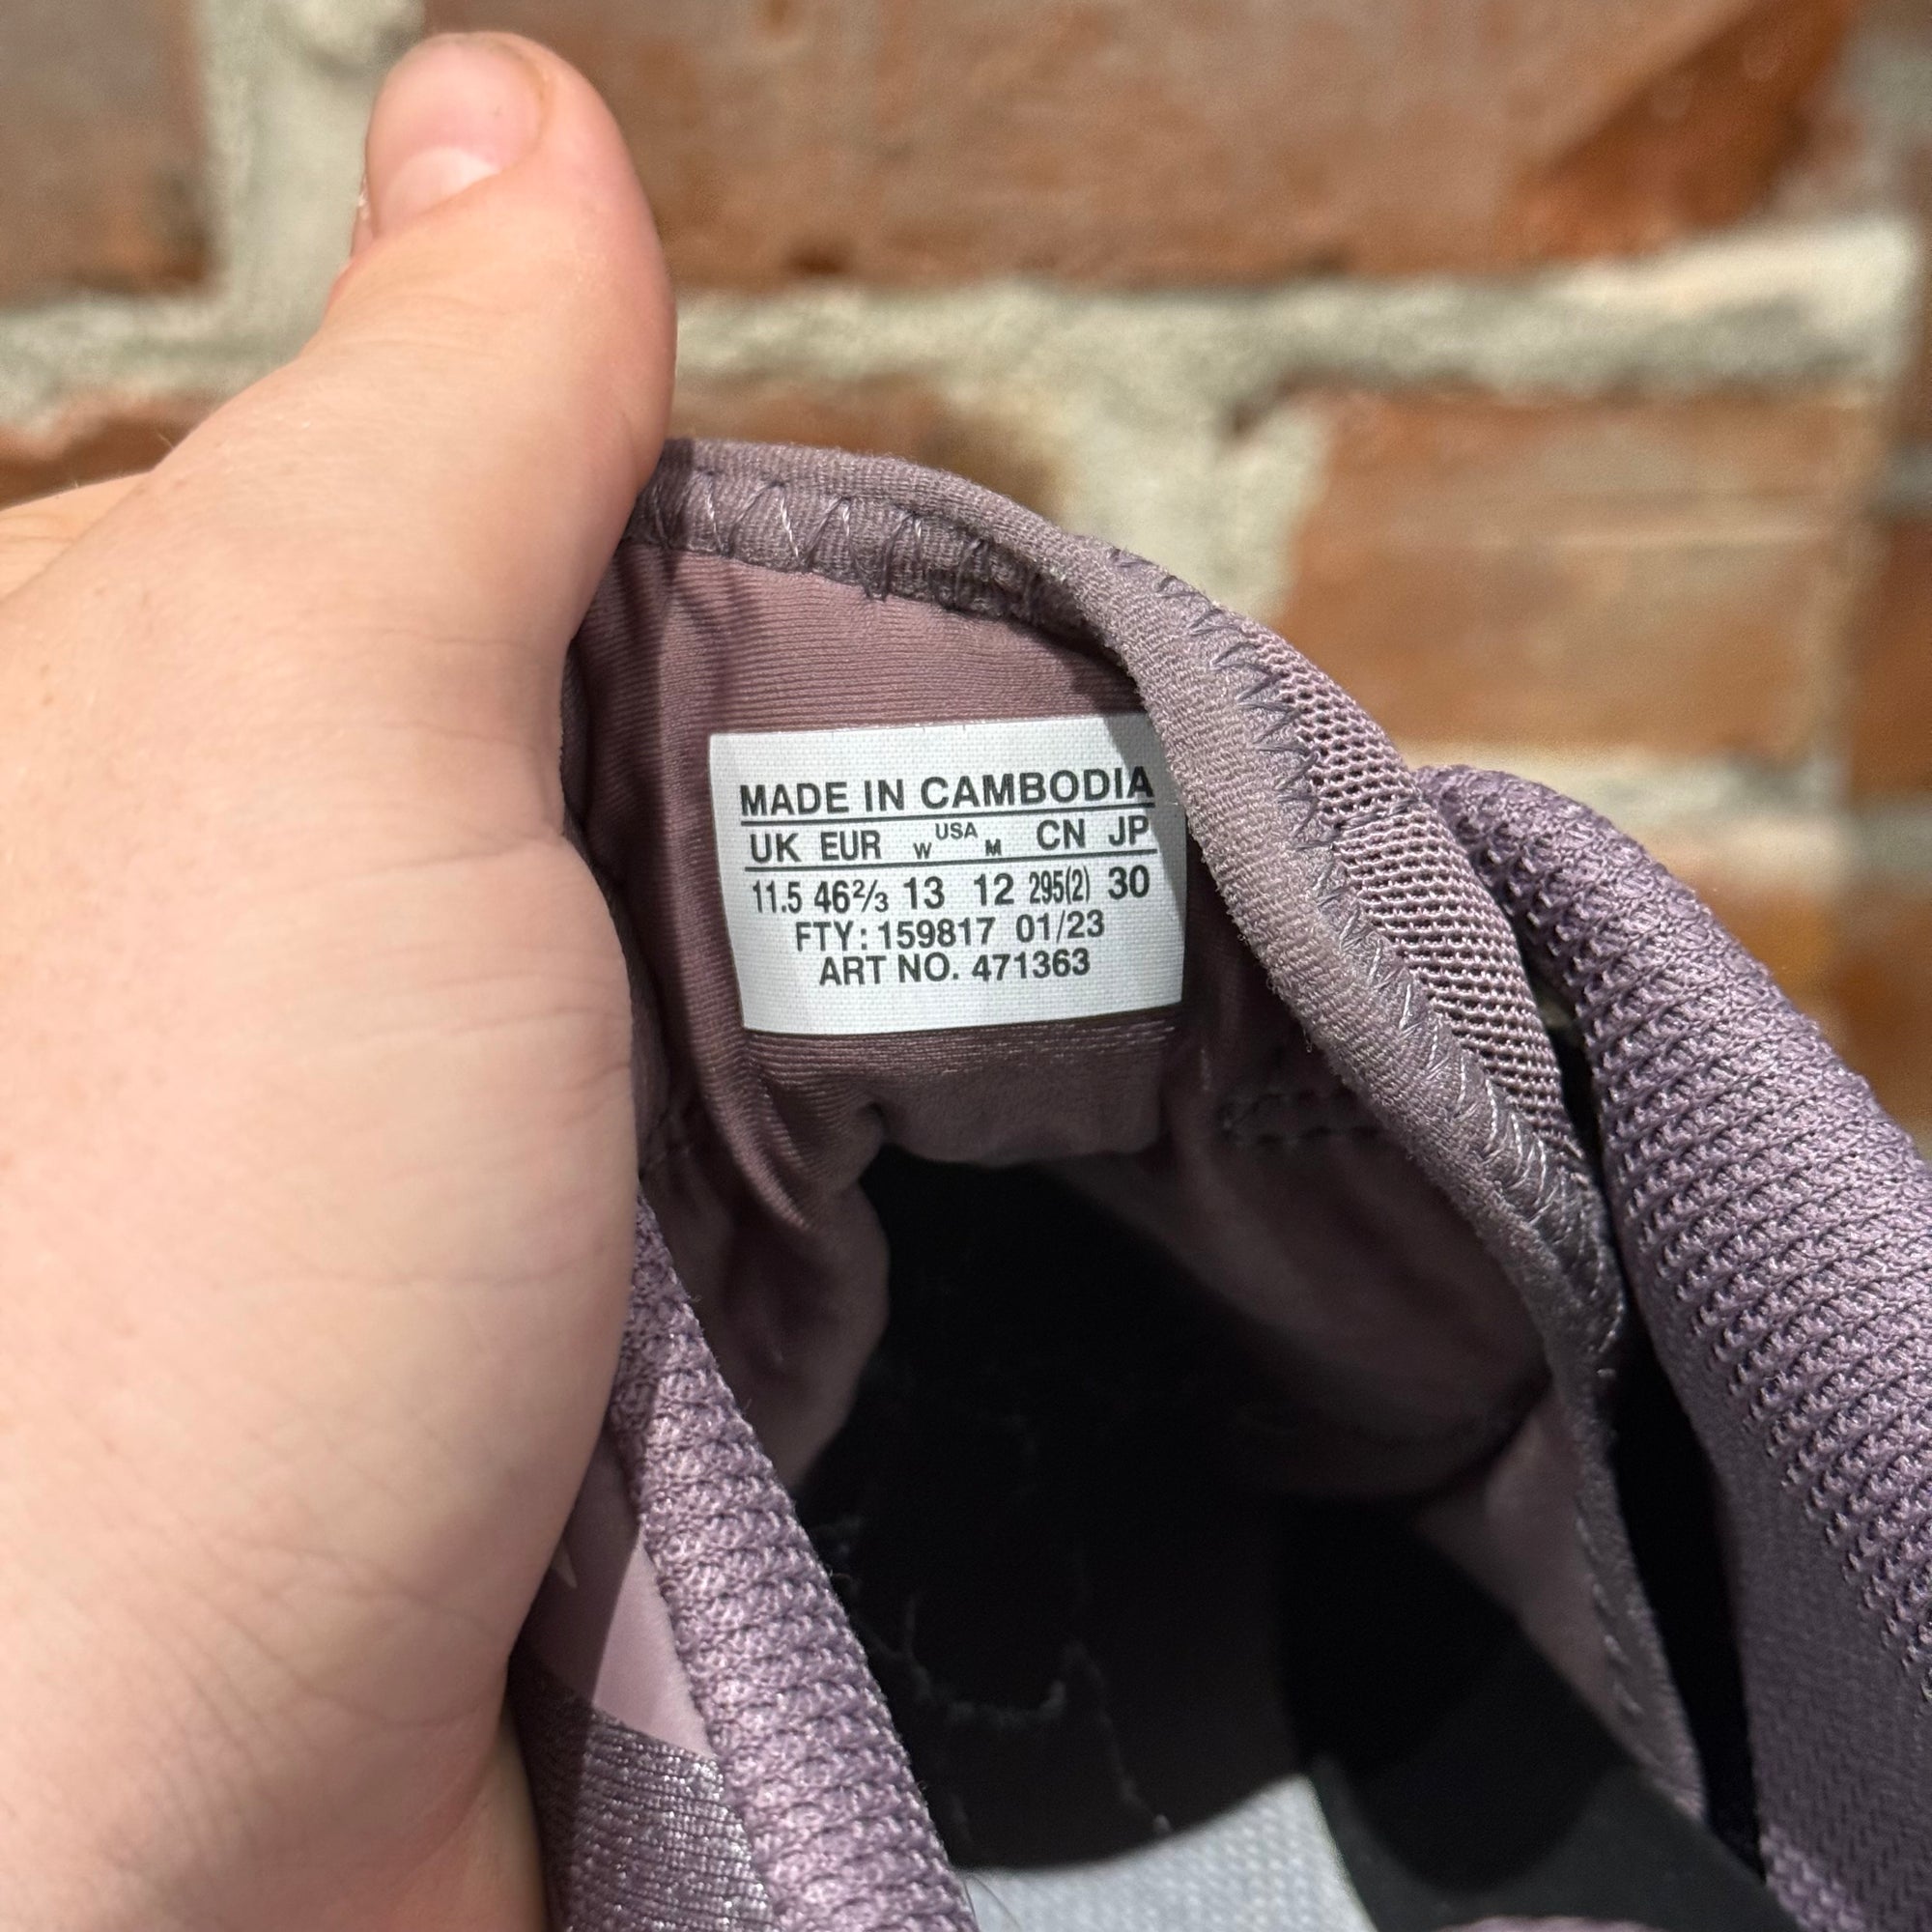 MADE IN CAMBODIA
UK EUR W USA M CN JP
11.5 46⅔ 13 12 295(2) 30
FTY: 159817 01/23
ART NO. 471363